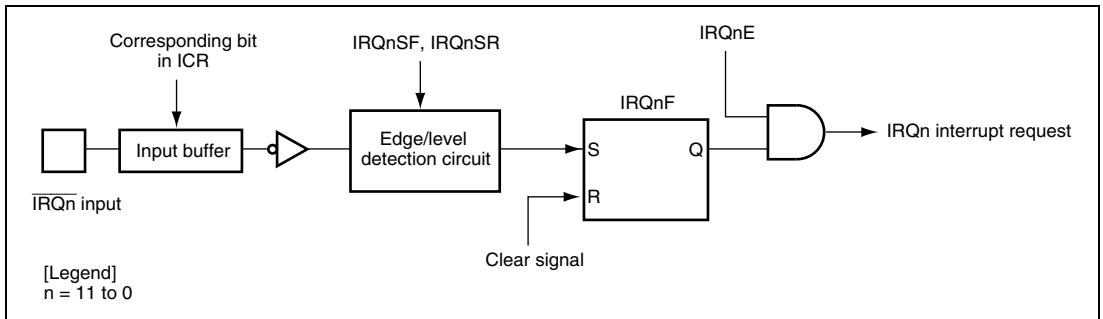 Corresponding bit
in ICR
IRQnSF, IRQnSR
IRQnE
IRQnF
Input buffer
Edge/level
detection circuit
S
Q
R
IRQn interrupt request
I̅R̅Q̅n̅ input
Clear signal
[Legend]
n = 11 to 0